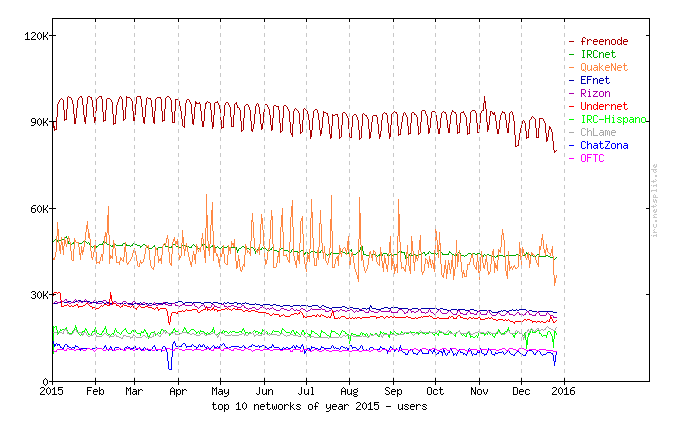 120K
90K
60K
30K
0
freenode
IRCnet
QuakeNet
EFnet
Rizon
Undernet
IRC-Hispano
ChLame
ChatZona
OFTC
irc.netsplit.de
2015 Feb Mar Apr May Jun Jul Aug Sep Oct Nov Dec 2016
top 10 networks of year 2015 - users